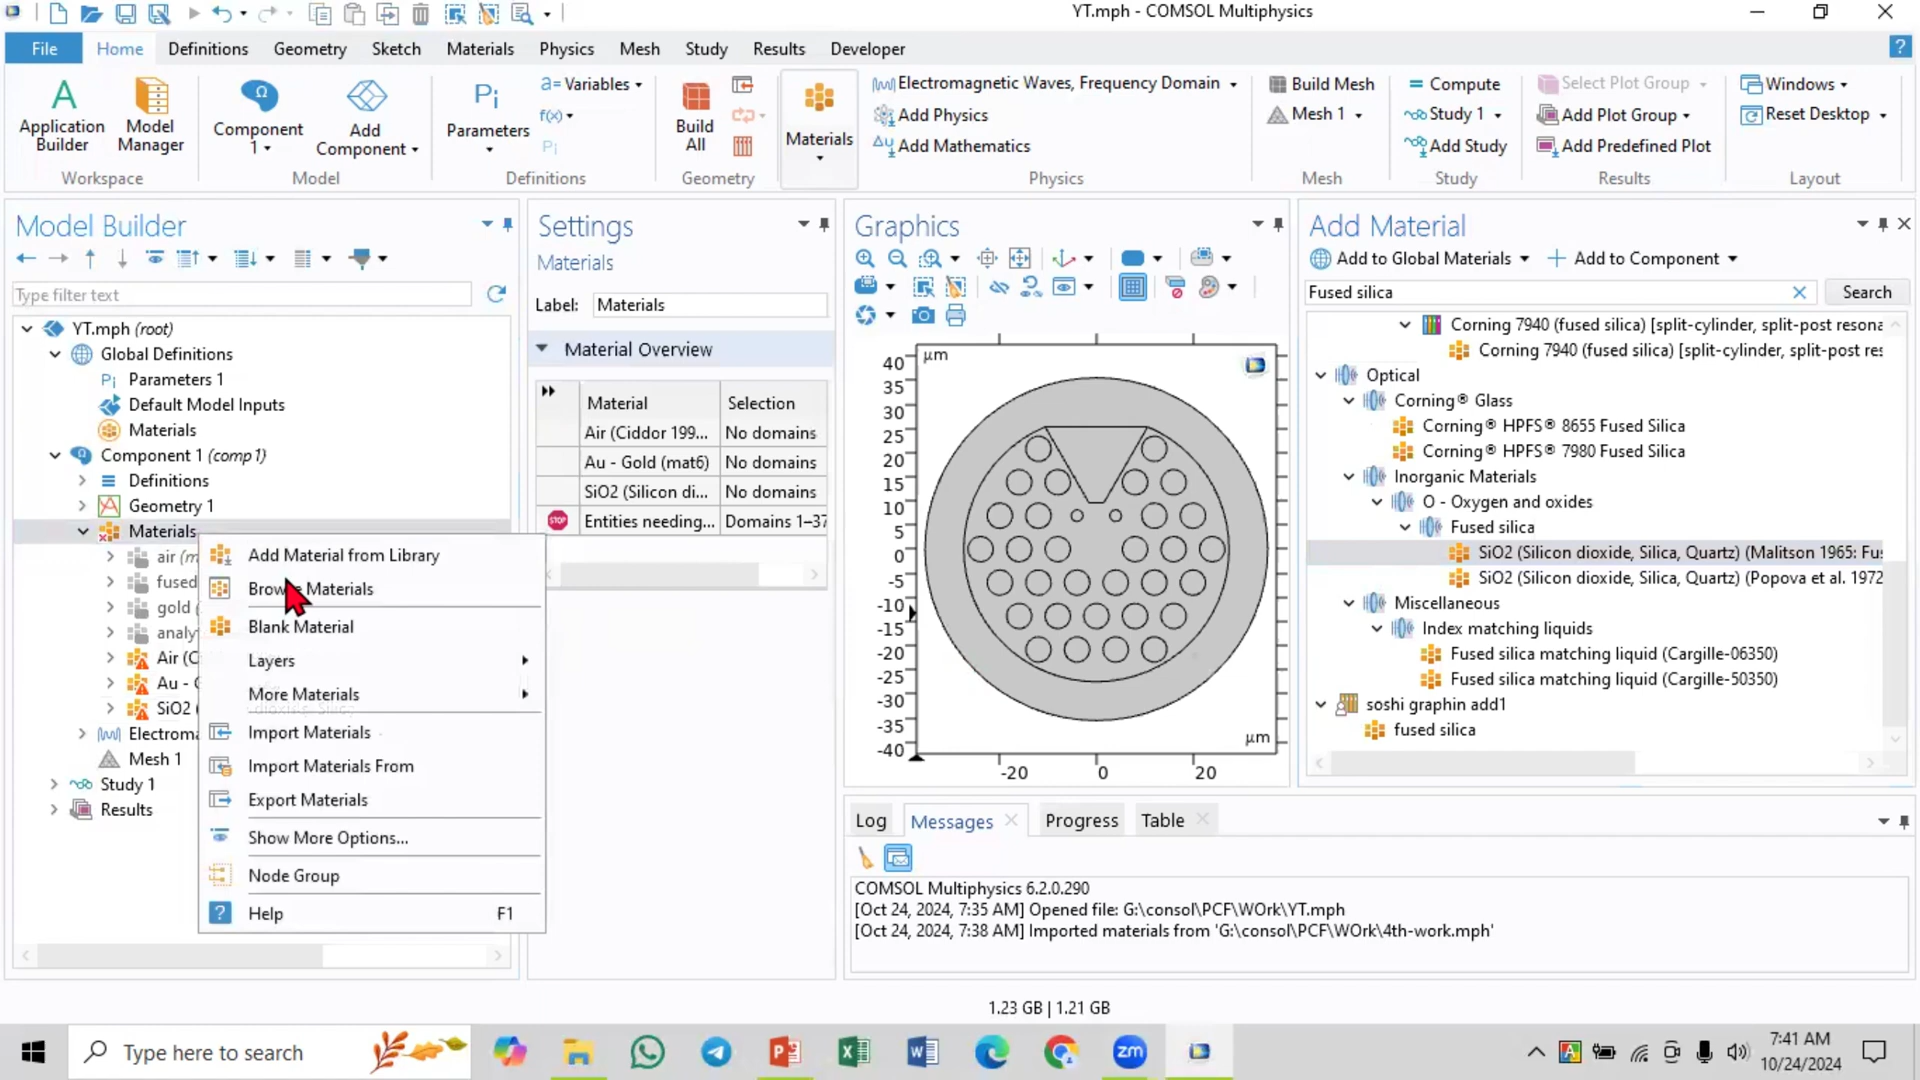 YT.mph - COMSOL Multiphysics
File
Home
Definitions
Geometry
Sketch
Materials
Physics
Mesh
Study
Results
Developer
?
Application Builder
Model Manager
Workspace
Component 1
Add Component
Model
Pi
Parameters
a= Variables
f(x)
Pi
Definitions
Build All
Geometry
Materials
Electromagnetic Waves, Frequency Domain
Add Physics
Add Mathematics
Physics
Build Mesh
Mesh 1
Mesh
Compute
Study 1
Add Study
Study
Select Plot Group
Add Plot Group
Add Predefined Plot
Results
Windows
Reset Desktop
Layout
Model Builder
Type filter text
YT.mph (root)
Global Definitions
Pi Parameters 1
Default Model Inputs
Materials
Component 1 (comp1)
Definitions
Geometry 1
Materials
air (m
fused
gold (
analy
Air (C
Au - G
SiO2 (
Electroma
Mesh 1
Study 1
Results
Add Material from Library
Browse Materials
Blank Material
Layers
More Materials
Import Materials
Import Materials From
Export Materials
Show More Options...
Node Group
? Help F1
Settings
Materials
Label: Materials
Material Overview
Material Selection
Air (Ciddor 199... No domains
Au - Gold (mat6) No domains
SiO2 (Silicon di... No domains
STOP Entities needing... Domains 1–37
Graphics
µm
40
35
30
25
20
15
10
5
0
-5
-10
-15
-20
-25
-30
-35
-40
µm
-20 0 20
Add Material
Add to Global Materials
Add to Component
Fused silica
Search
Corning 7940 (fused silica) [split-cylinder, split-post resona
Corning 7940 (fused silica) [split-cylinder, split-post res
Optical
Corning® Glass
Corning® HPFS® 8655 Fused Silica
Corning® HPFS® 7980 Fused Silica
Inorganic Materials
O - Oxygen and oxides
Fused silica
SiO2 (Silicon dioxide, Silica, Quartz) (Malitson 1965: Fus
SiO2 (Silicon dioxide, Silica, Quartz) (Popova et al. 1972
Miscellaneous
Index matching liquids
Fused silica matching liquid (Cargille-06350)
Fused silica matching liquid (Cargille-50350)
soshi graphin add1
fused silica
Log
Messages
Progress
Table
COMSOL Multiphysics 6.2.0.290
[Oct 24, 2024, 7:35 AM] Opened file: G:\consol\PCF\WOrk\YT.mph
[Oct 24, 2024, 7:38 AM] Imported materials from 'G:\consol\PCF\WOrk\4th-work.mph'
1.23 GB | 1.21 GB
Type here to search
zm
7:41 AM
10/24/2024